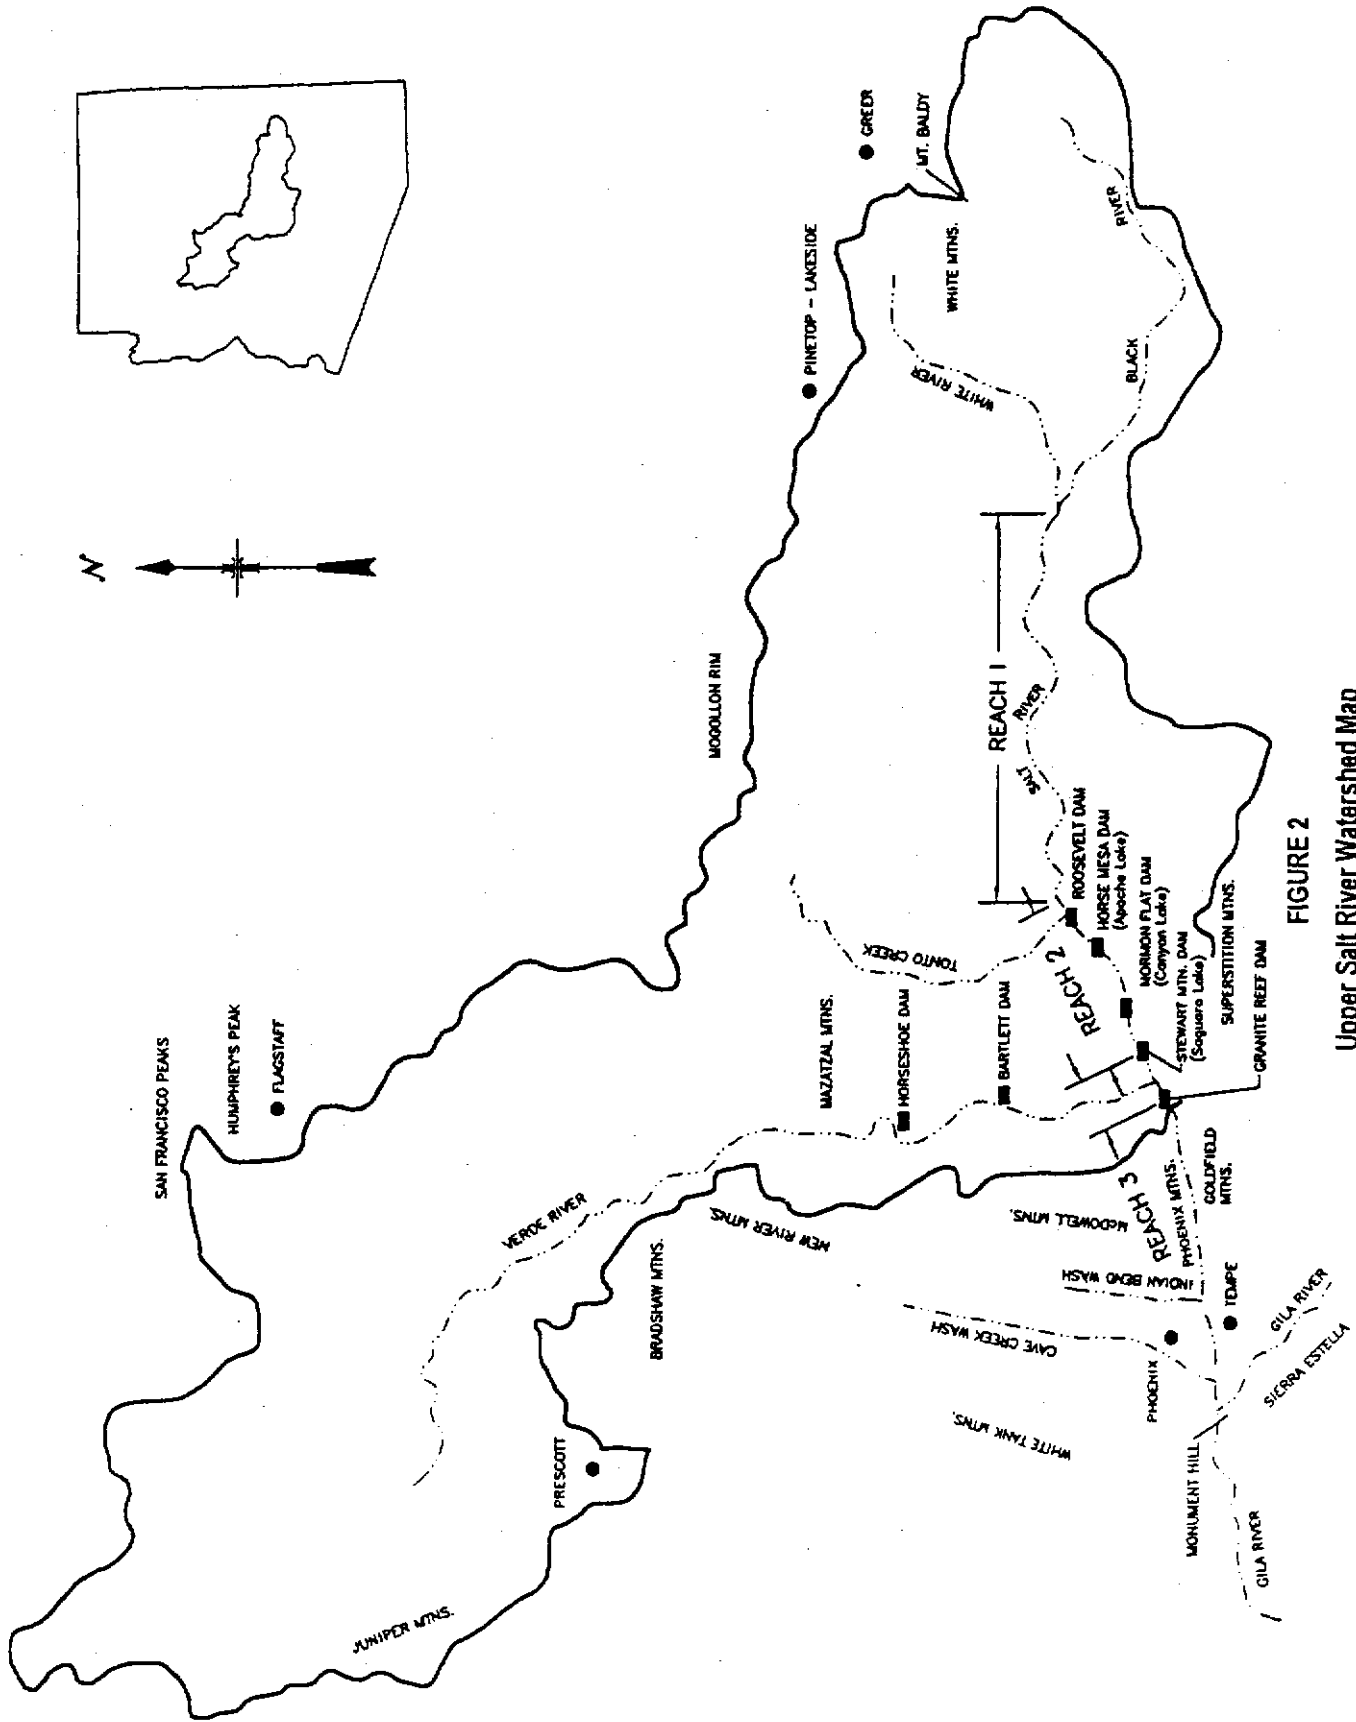 N
SAN FRANCISCO PEAKS
HUMPHREY'S PEAK
FLAGSTAFF
JUNIPER MTNS.
PRESCOTT
VERDE RIVER
BRADSHAW MTNS.
NEW RIVER MTNS.
MOGOLLON RIM
PINETOP - LAKESIDE
GREER
MT. BALDY
WHITE MTNS.
WHITE RIVER
BLACK
RIVER
REACH 1
SALT
RIVER
TONTO CREEK
MAZATZAL MTNS.
HORSESHOE DAM
BARTLETT DAM
REACH 2
ROOSEVELT DAM
HORSE MESA DAM
(Apache Lake)
MORMON FLAT DAM
(Canyon Lake)
STEWART MTN. DAM
(Saguaro Lake)
SUPERSTITION MTNS.
GRANITE REEF DAM
GOLDFIELD
MTNS.
REACH 3
PHOENIX MTNS.
McDOWELL MTNS.
INDIAN BEND WASH
CAVE CREEK WASH
WHITE TANK MTNS.
PHOENIX
TEMPE
GILA RIVER
SIERRA ESTELLA
MONUMENT HILL
GILA RIVER
FIGURE 2
Upper Salt River Watershed Map